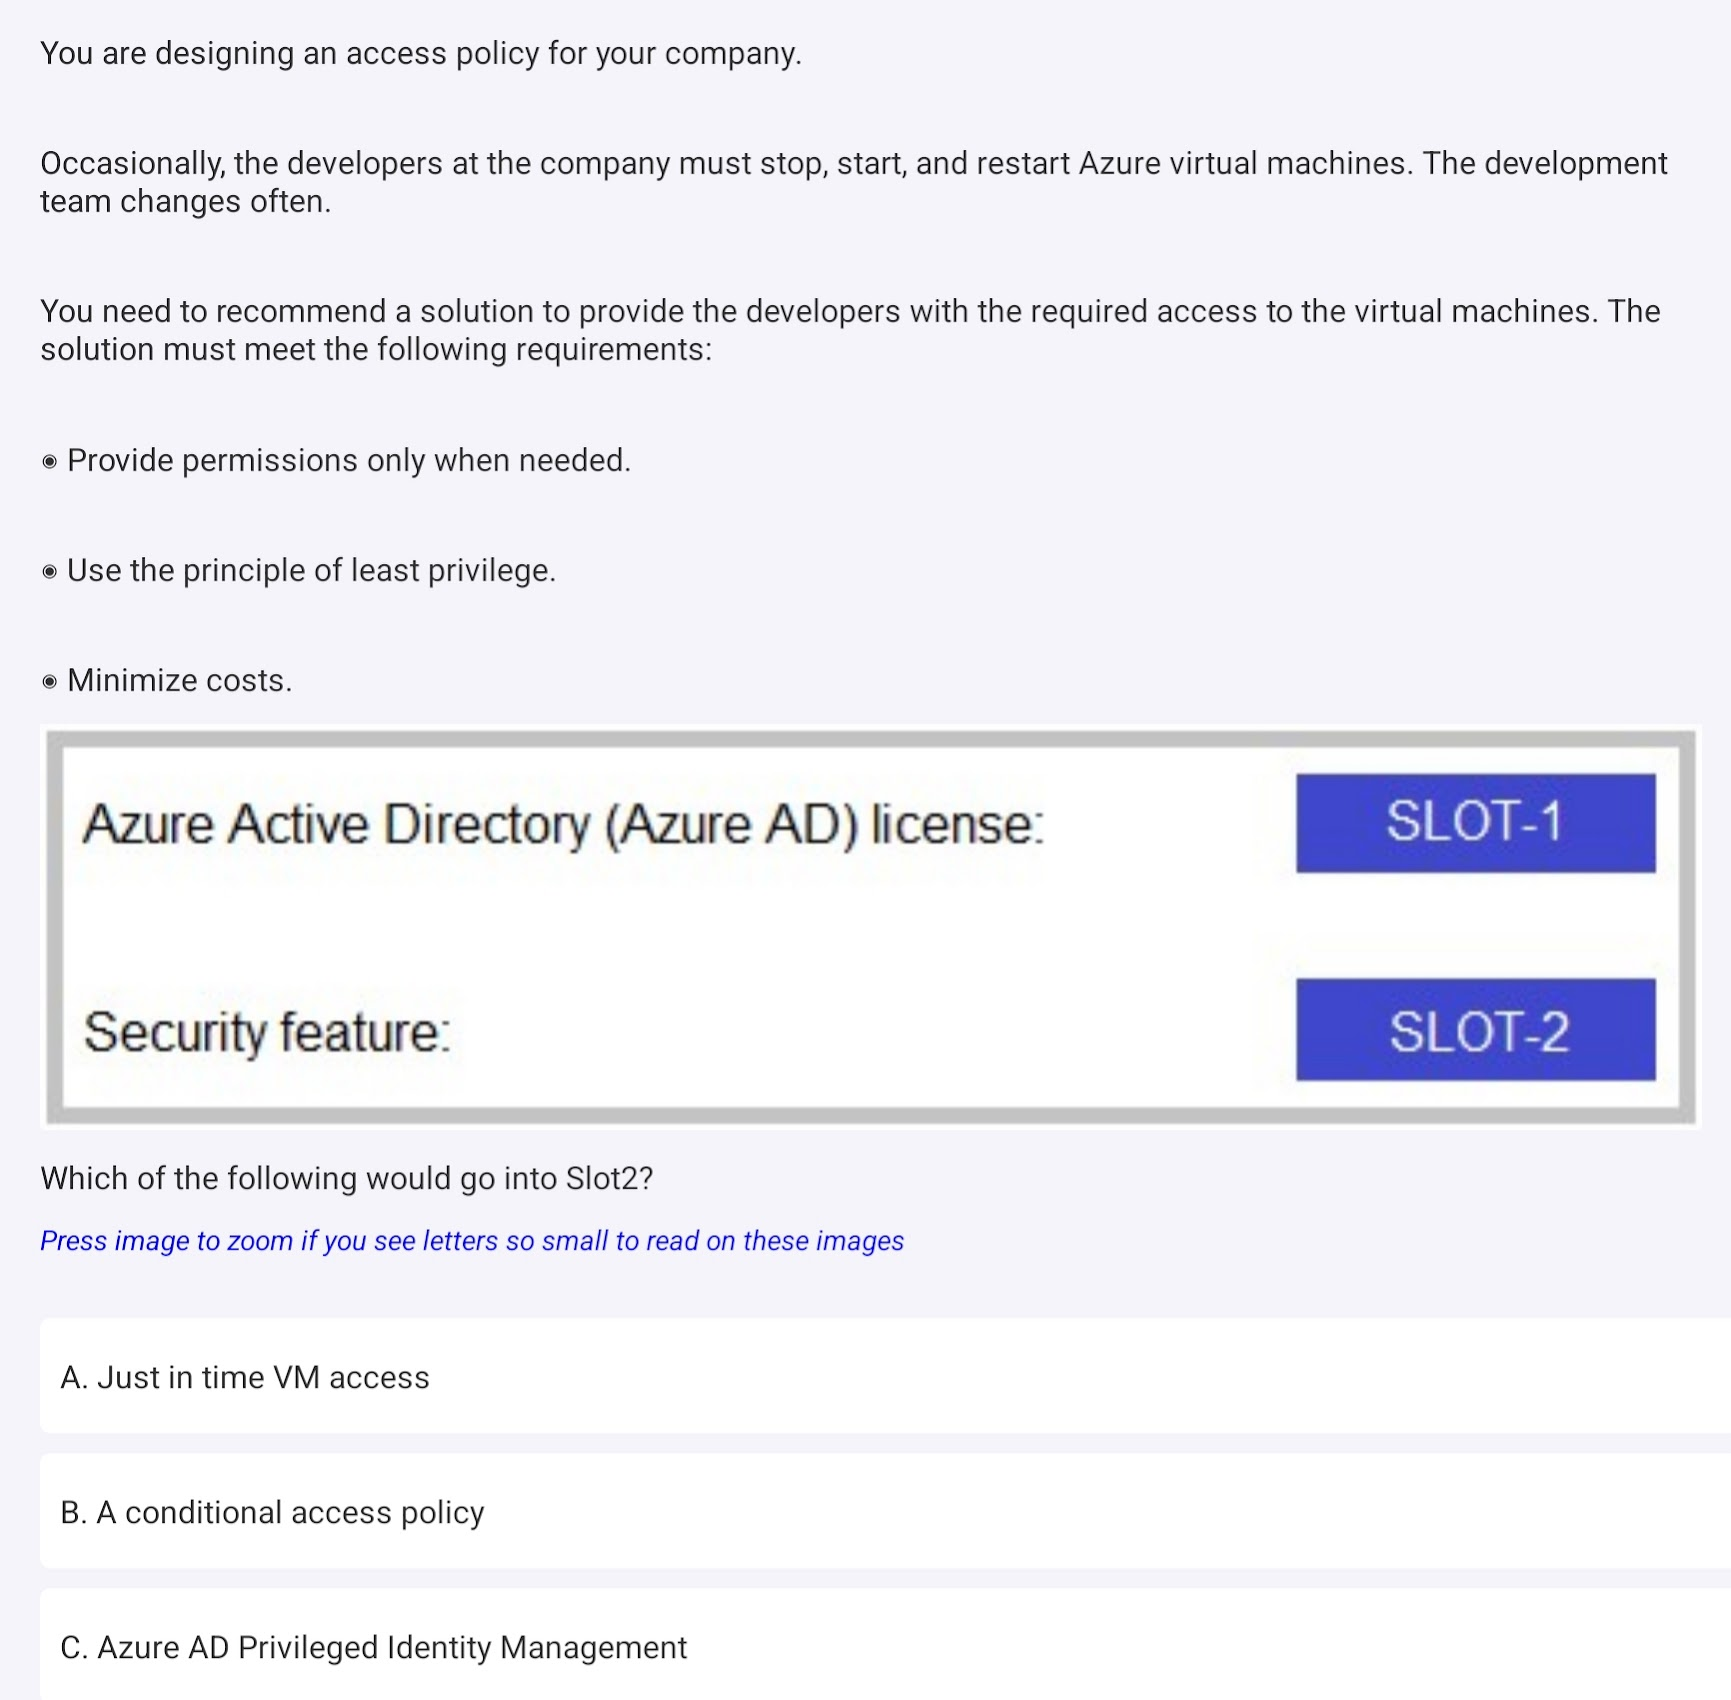 You are designing an access policy for your company.
Occasionally, the developers at the company must stop, start, and restart Azure virtual machines. The development
team changes often.
You need to recommend a solution to provide the developers with the required access to the virtual machines. The
solution must meet the following requirements:
◉ Provide permissions only when needed.
◉ Use the principle of least privilege.
◉ Minimize costs.
Azure Active Directory (Azure AD) license: SLOT-1
Security feature: SLOT-2
Which of the following would go into Slot2?
Press image to zoom if you see letters so small to read on these images
A. Just in time VM access
B. A conditional access policy
C. Azure AD Privileged Identity Management